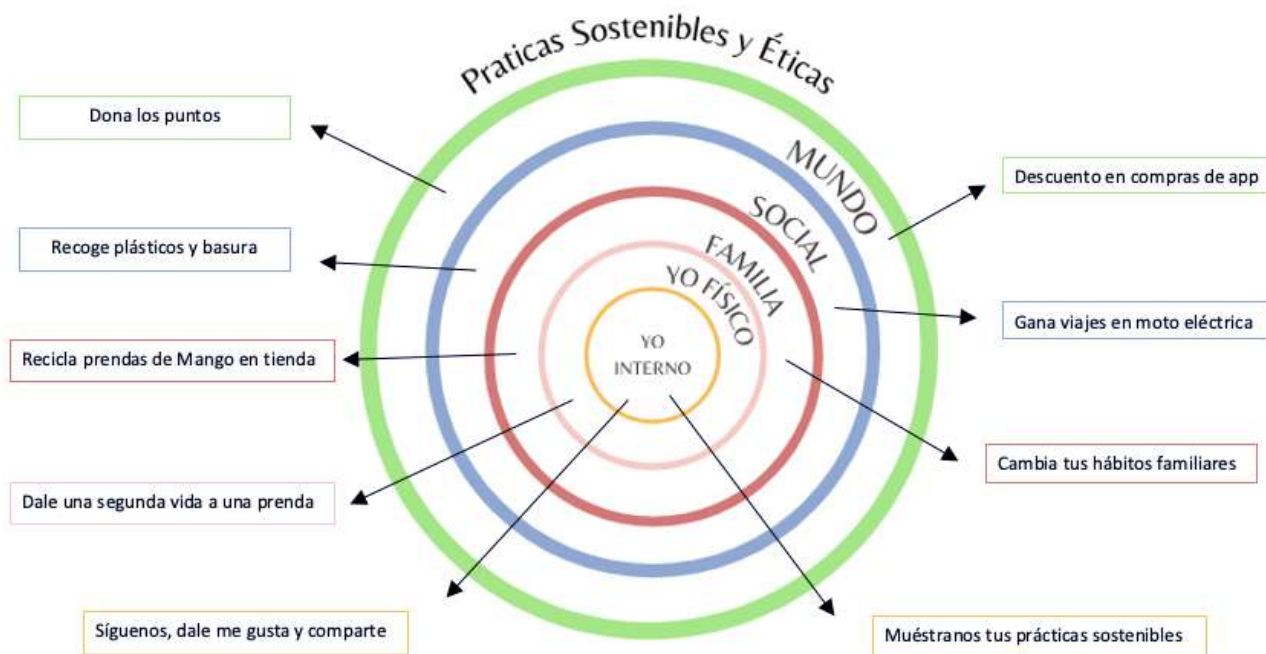 Praticas Sostenibles y Éticas
Dona los puntos
Recoge plásticos y basura
Recicla prendas de Mango en tienda
Dale una segunda vida a una prenda
Síguenos, dale me gusta y comparte
MUNDO
SOCIAL
FAMILIA
YO FÍSICO
YO
INTERNO
Descuento en compras de app
Gana viajes en moto eléctrica
Cambia tus hábitos familiares
Muéstranos tus prácticas sostenibles